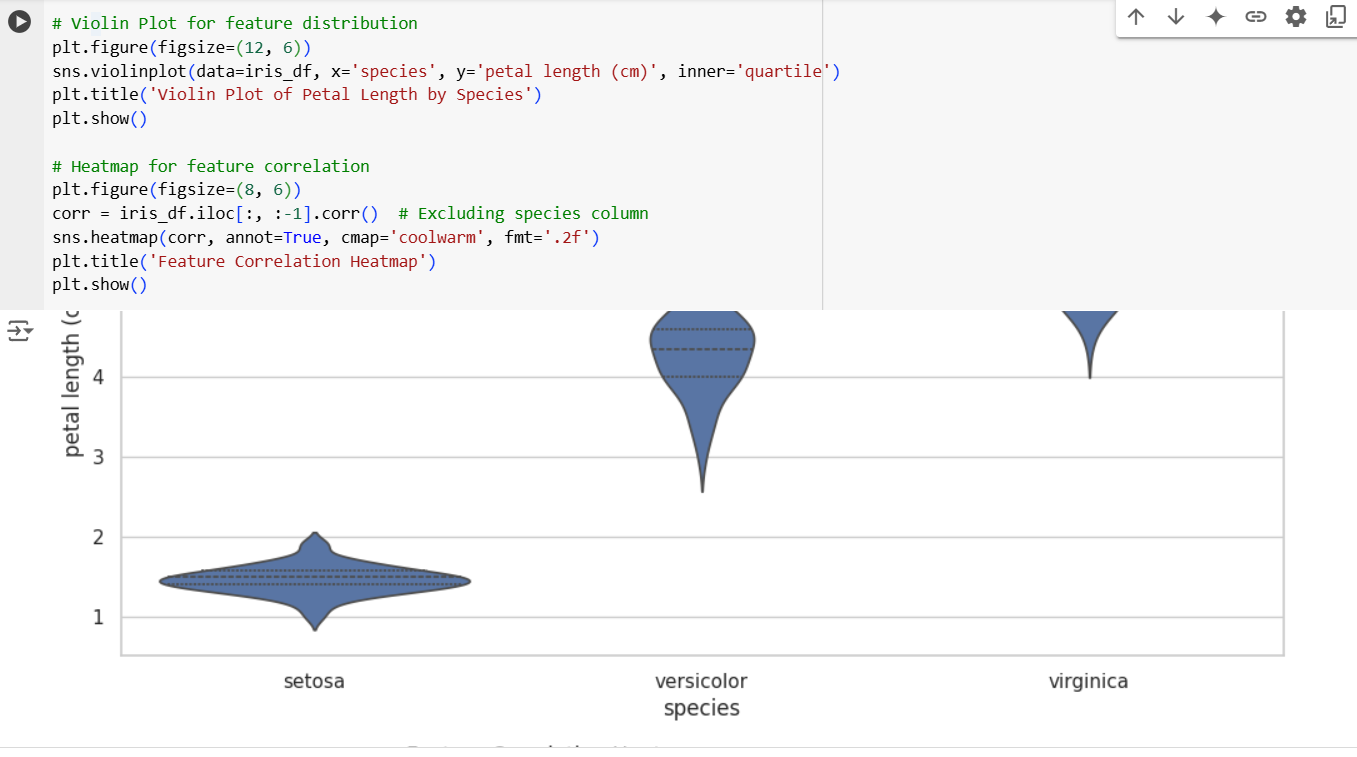 # Violin Plot for feature distribution
plt.figure(figsize=(12, 6))
sns.violinplot(data=iris_df, x='species', y='petal length (cm)', inner='quartile')
plt.title('Violin Plot of Petal Length by Species')
plt.show()
# Heatmap for feature correlation
plt.figure(figsize=(8, 6))
corr = iris_df.iloc[:, :-1].corr()  # Excluding species column
sns.heatmap(corr, annot=True, cmap='coolwarm', fmt='.2f')
plt.title('Feature Correlation Heatmap')
plt.show()
petal length (c
4
3
2
1
setosa versicolor virginica
species